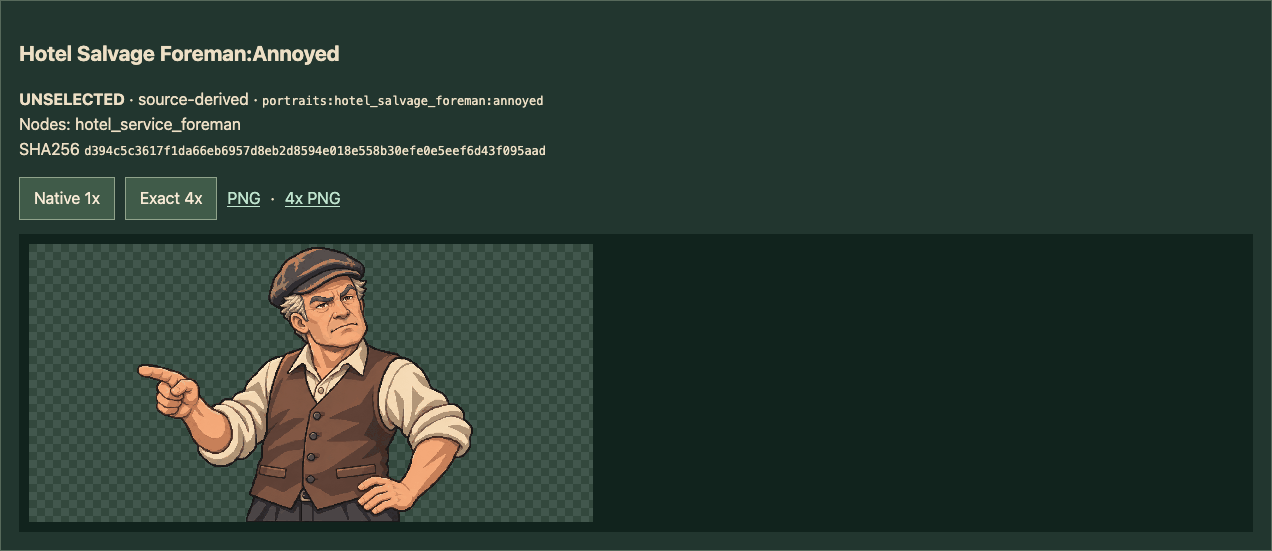 Hotel Salvage Foreman:Annoyed
UNSELECTED · source-derived · portraits:hotel_salvage_foreman:annoyed
Nodes: hotel_service_foreman
SHA256 d394c5c3617f1da66eb6957d8eb2d8594e018e558b30efe0e5eef6d43f095aad
Native 1x Exact 4x PNG · 4x PNG